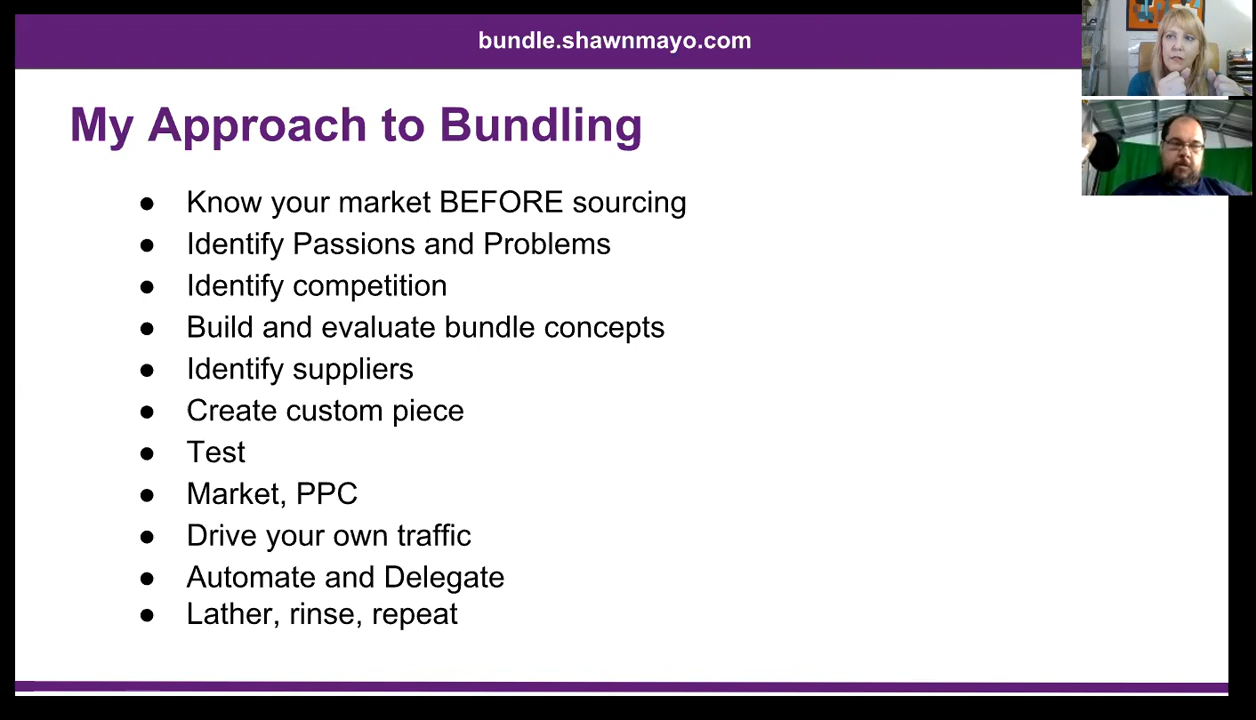 bundle.shawnmayo.com
My Approach to Bundling
● Know your market BEFORE sourcing
● Identify Passions and Problems
● Identify competition
● Build and evaluate bundle concepts
● Identify suppliers
● Create custom piece
● Test
● Market, PPC
● Drive your own traffic
● Automate and Delegate
● Lather, rinse, repeat